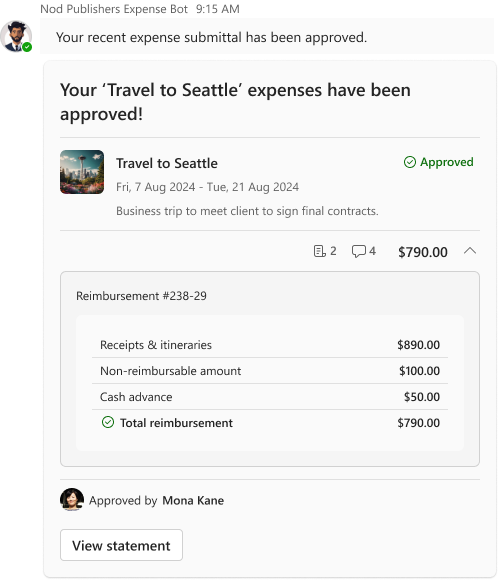 Nod Publishers Expense Bot 9:15 AM
Your recent expense submittal has been approved.
Your ‘Travel to Seattle’ expenses have been
approved!
Travel to Seattle
Approved
Fri, 7 Aug 2024 - Tue, 21 Aug 2024
Business trip to meet client to sign final contracts.
2 4 $790.00
Reimbursement #238-29
Receipts & itineraries $890.00
Non-reimbursable amount $100.00
Cash advance $50.00
Total reimbursement $790.00
Approved by Mona Kane
View statement